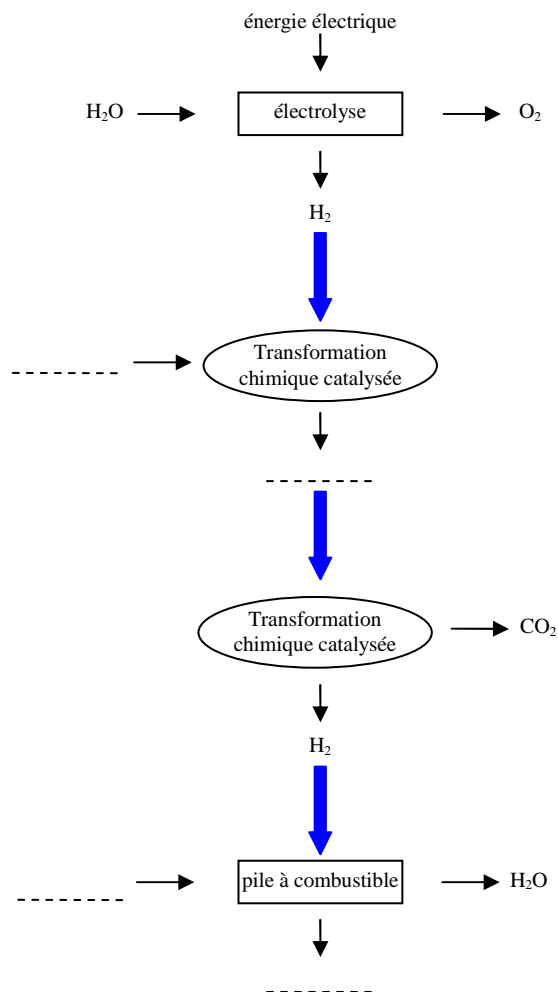 énergie électrique
H₂O
électrolyse
O₂
H₂
Transformation
chimique catalysée
Transformation
chimique catalysée
CO₂
H₂
pile à combustible
H₂O